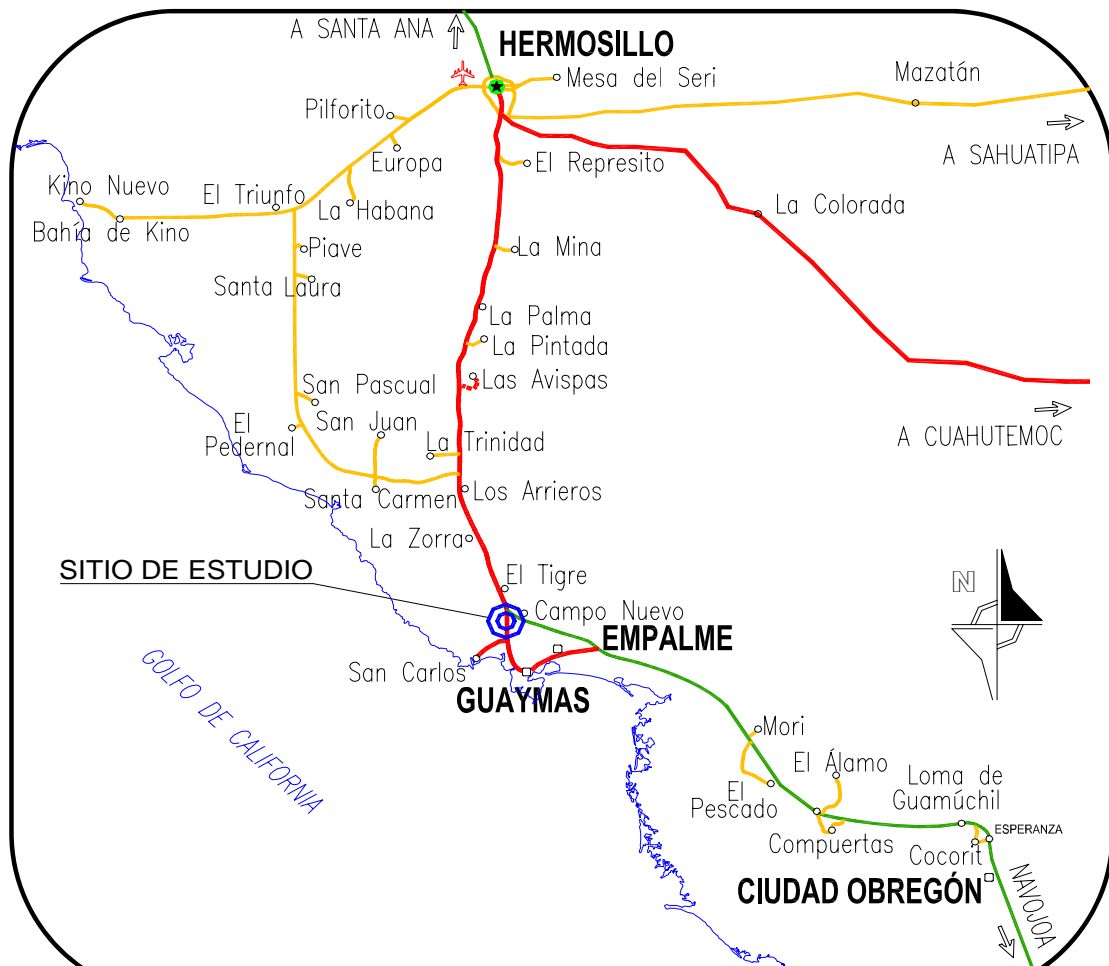 A SANTA ANA
HERMOSILLO
Mesa del Seri
Mazatán
Pilforito
A SAHUATIPA
Europa
El Represito
Kino Nuevo
El Triunfo
La Habana
La Colorada
Bahía de Kino
Piave
La Mina
Santa Laura
La Palma
La Pintada
San Pascual
Las Avispas
San Juan
El
Pedernal
La Trinidad
A CUAHUTEMOC
Santa Carmen
Los Arrieros
La Zorra
SITIO DE ESTUDIO
El Tigre
N
Campo Nuevo
EMPALME
San Carlos
GUAYMAS
GOLFO DE CALIFORNIA
Mori
El Álamo
El
Pescado
Loma de
Guamúchil
Compuertas
ESPERANZA
Cocorit
CIUDAD OBREGÓN
NAVOJOA